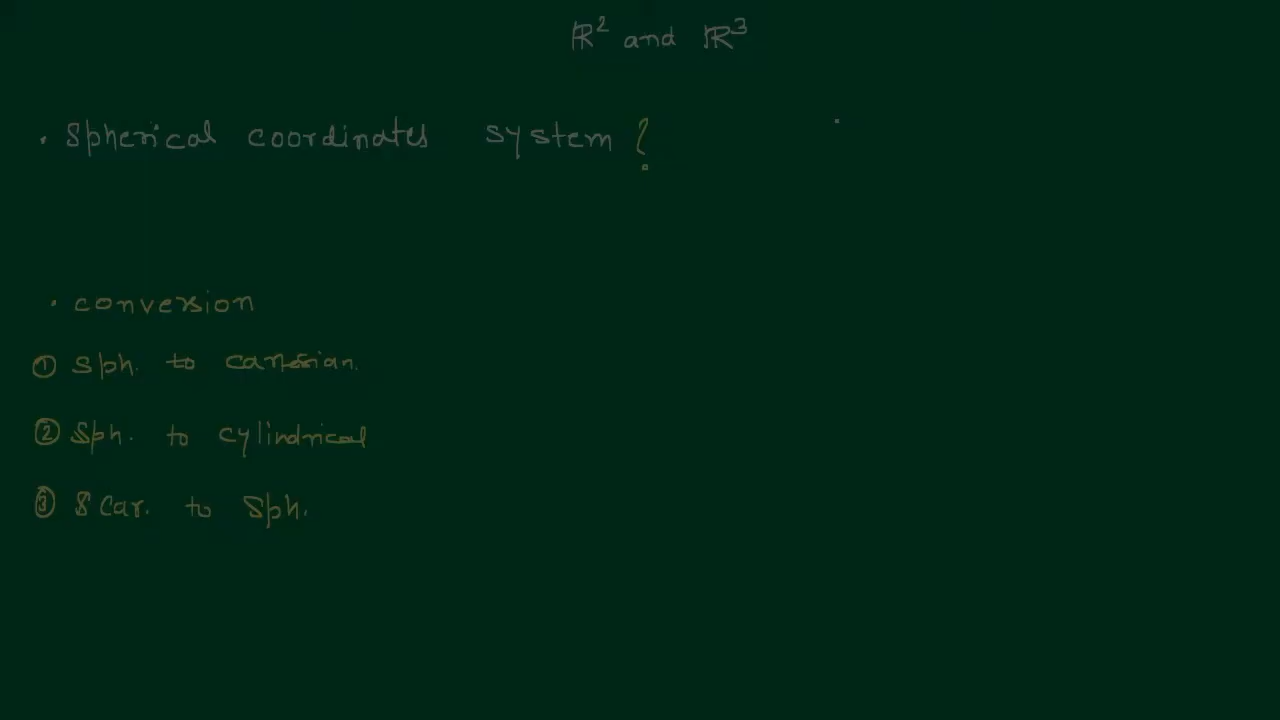 ℝ² and ℝ³
· Spherical coordinates system ?
· conversion
① Sph. to cartesian.
② Sph. to cylindrical
③ Car. to Sph.